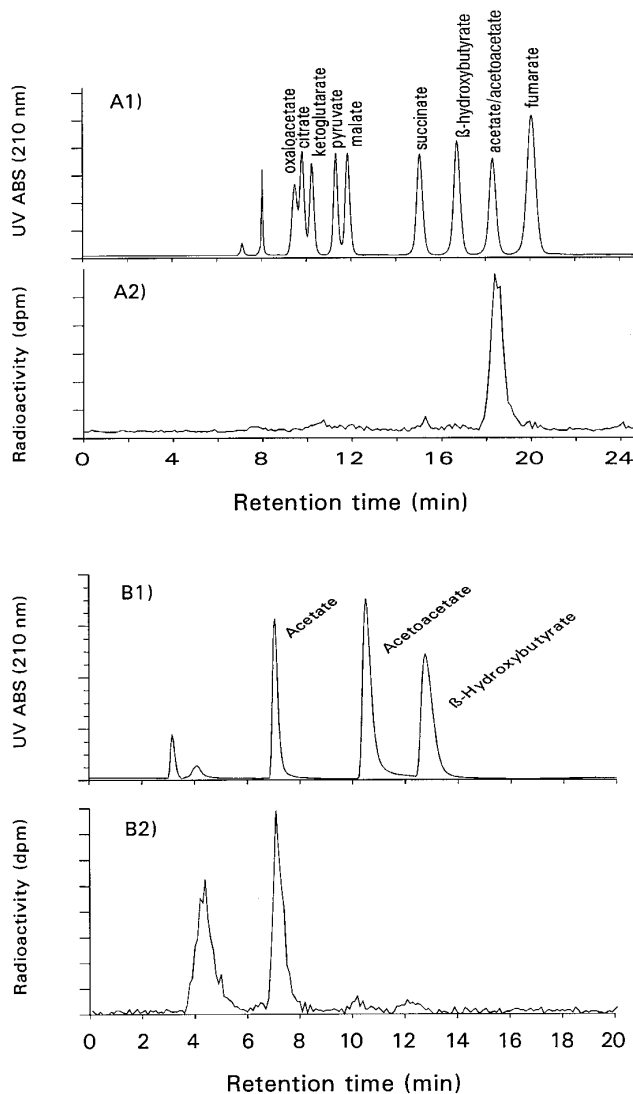 A1)
UV ABS (210 nm)
oxaloacetate
citrate
ketoglutarate
pyruvate
malate
succinate
ß-hydroxybutyrate
acetate/acetoacetate
fumarate
A2)
Radioactivity (dpm)
0 4 8 12 16 20 24
Retention time (min)
B1)
UV ABS (210 nm)
Acetate
Acetoacetate
ß-Hydroxybutyrate
B2)
Radioactivity (dpm)
0 2 4 6 8 10 12 14 16 18 20
Retention time (min)